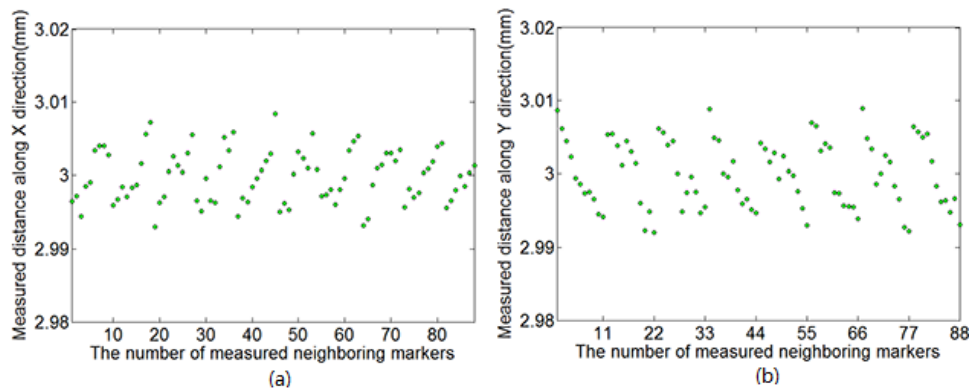 Measured distance along X direction(mm)
3.02
3.01
3
2.99
2.98
10 20 30 40 50 60 70 80
The number of measured neighboring markers
(a)
Measured distance along Y direction(mm)
3.02
3.01
3
2.99
2.98
11 22 33 44 55 66 77 88
The number of measured neighboring markers
(b)